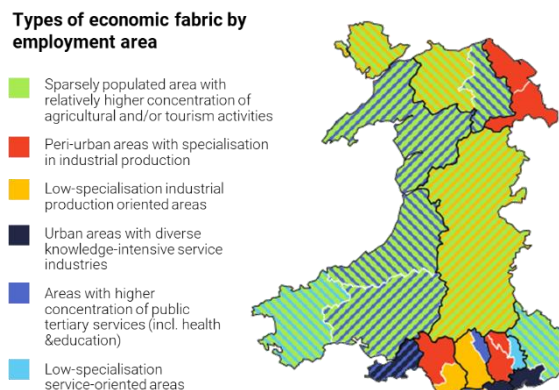 Types of economic fabric by
employment area
Sparsely populated area with
relatively higher concentration of
agricultural and/or tourism activities
Peri-urban areas with specialisation
in industrial production
Low-specialisation industrial
production oriented areas
Urban areas with diverse
knowledge-intensive service
industries
Areas with higher
concentration of public
tertiary services (incl. health
&education)
Low-specialisation
service-oriented areas